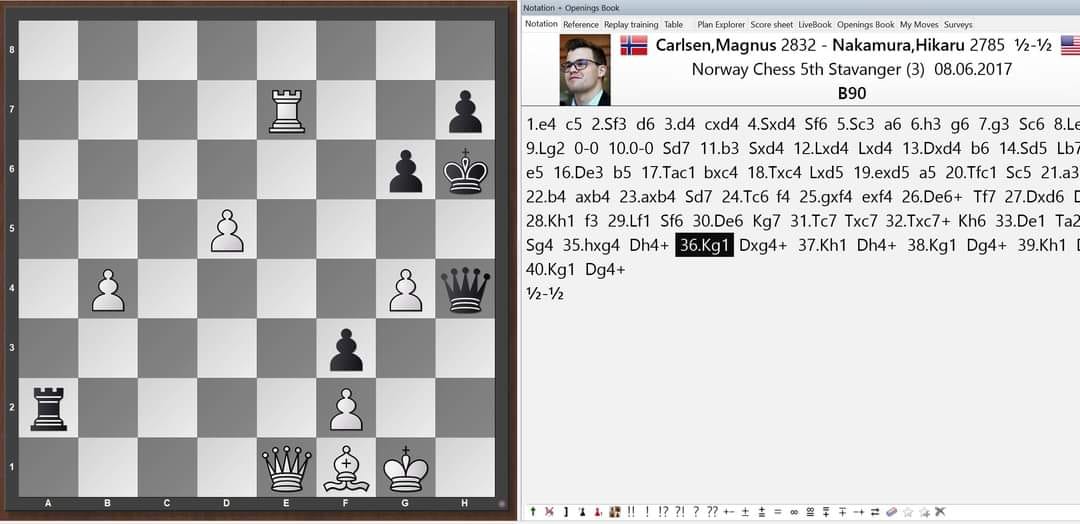 Notation + Openings Book
Notation Reference Replay training Table Plan Explorer Score sheet LiveBook Openings Book My Moves Surveys
Carlsen,Magnus 2832 - Nakamura,Hikaru 2785 ½-½
Norway Chess 5th Stavanger (3) 08.06.2017
B90
1.e4 c5 2.Sf3 d6 3.d4 cxd4 4.Sxd4 Sf6 5.Sc3 a6 6.h3 g6 7.g3 Sc6 8.Le
9.Lg2 0-0 10.0-0 Sd7 11.b3 Sxd4 12.Lxd4 Lxd4 13.Dxd4 b6 14.Sd5 Lb7
e5 16.De3 b5 17.Tac1 bxc4 18.Txc4 Lxd5 19.exd5 a5 20.Tfc1 Sc5 21.a3
22.b4 axb4 23.axb4 Sd7 24.Tc6 f4 25.gxf4 exf4 26.De6+ Tf7 27.Dxd6 D
28.Kh1 f3 29.Lf1 Sf6 30.De6 Kg7 31.Tc7 Txc7 32.Txc7+ Kh6 33.De1 Ta2
Sg4 35.hxg4 Dh4+ 36.Kg1 Dxg4+ 37.Kh1 Dh4+ 38.Kg1 Dg4+ 39.Kh1 D
40.Kg1 Dg4+
½-½
8
7
6
5
4
3
2
1
A B C D E F G H
!! ! !? ?! ? ?? +- ± ⩲ = ∞ ⩱ ∓